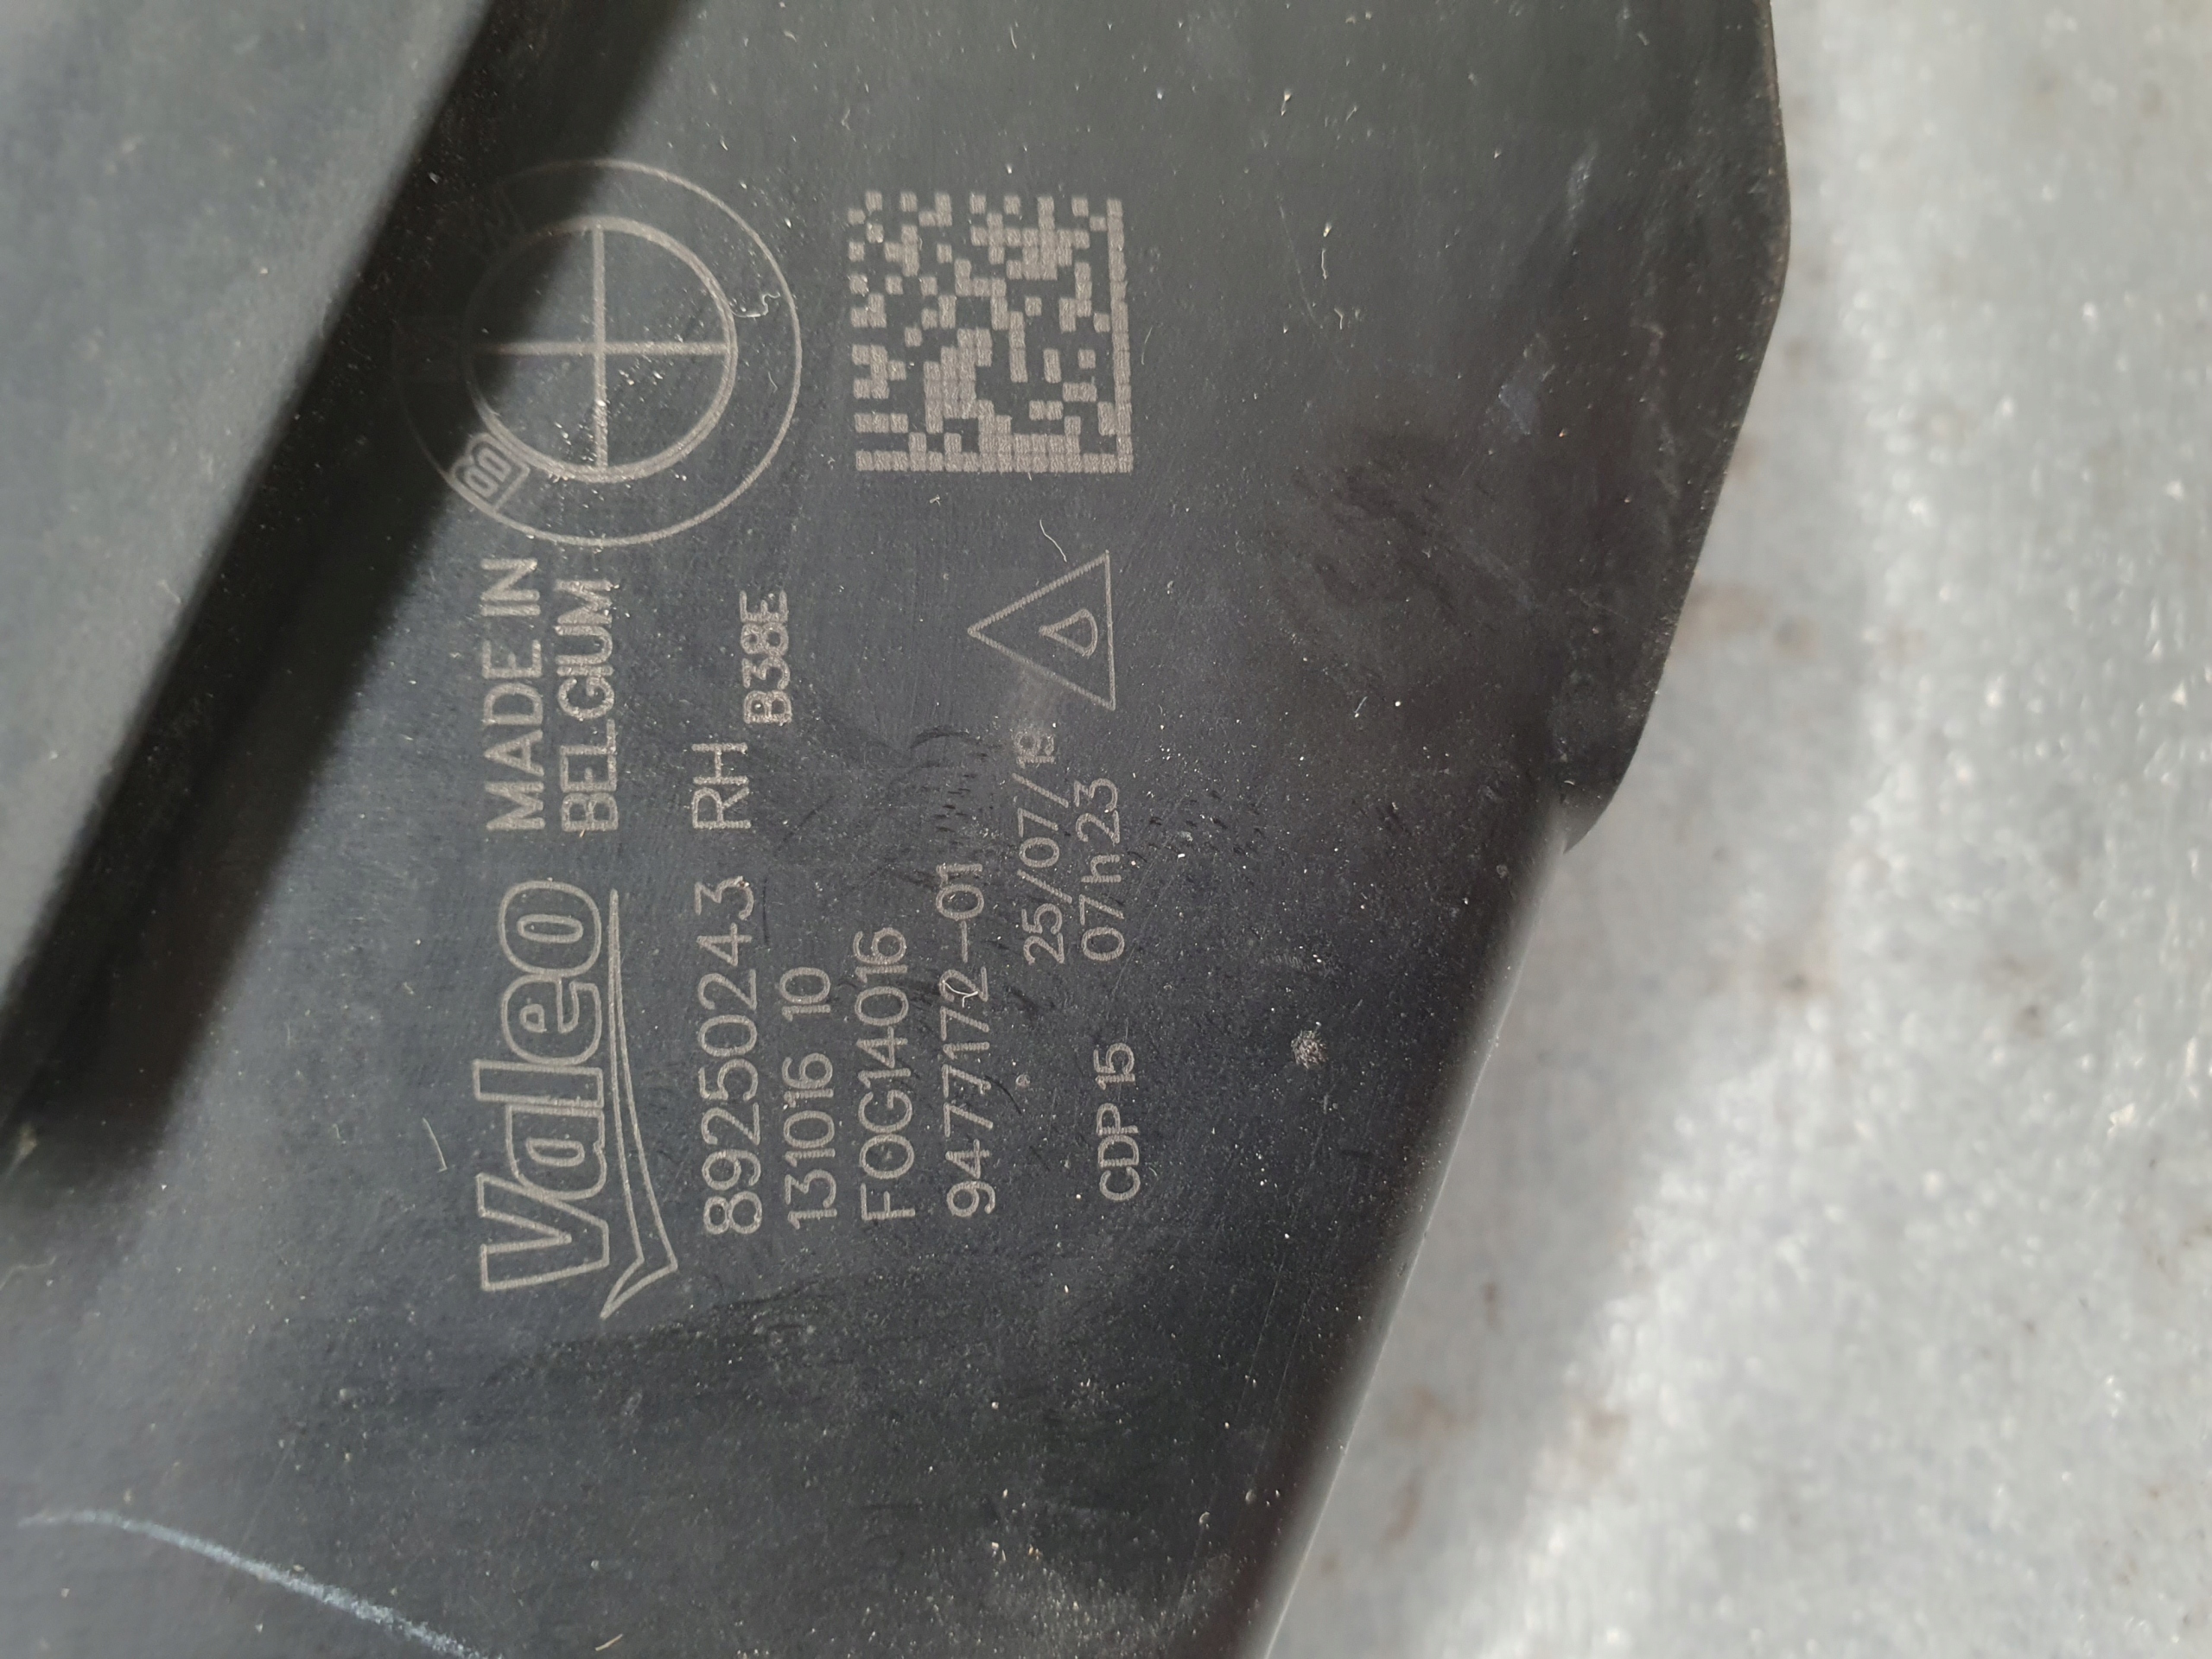 Valeo MADE IN
BELGIUM
89250243 RH
131016 10
B38E
FOG14016
9477172-01
25/07/19
07h23
CDP 15